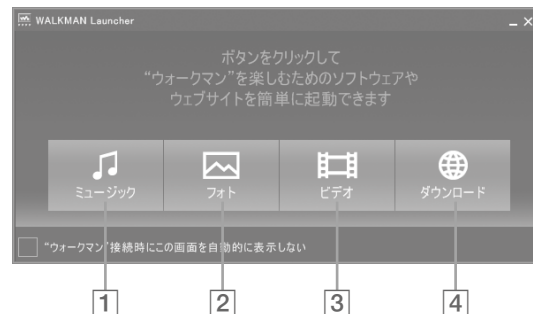 WALKMAN Launcher
ボタンをクリックして
“ウォークマン”を楽しむためのソフトウェアや
ウェブサイトを簡単に起動できます
ミュージック
フォト
ビデオ
ダウンロード
“ウォークマン”接続時にこの画面を自動的に表示しない
1
2
3
4